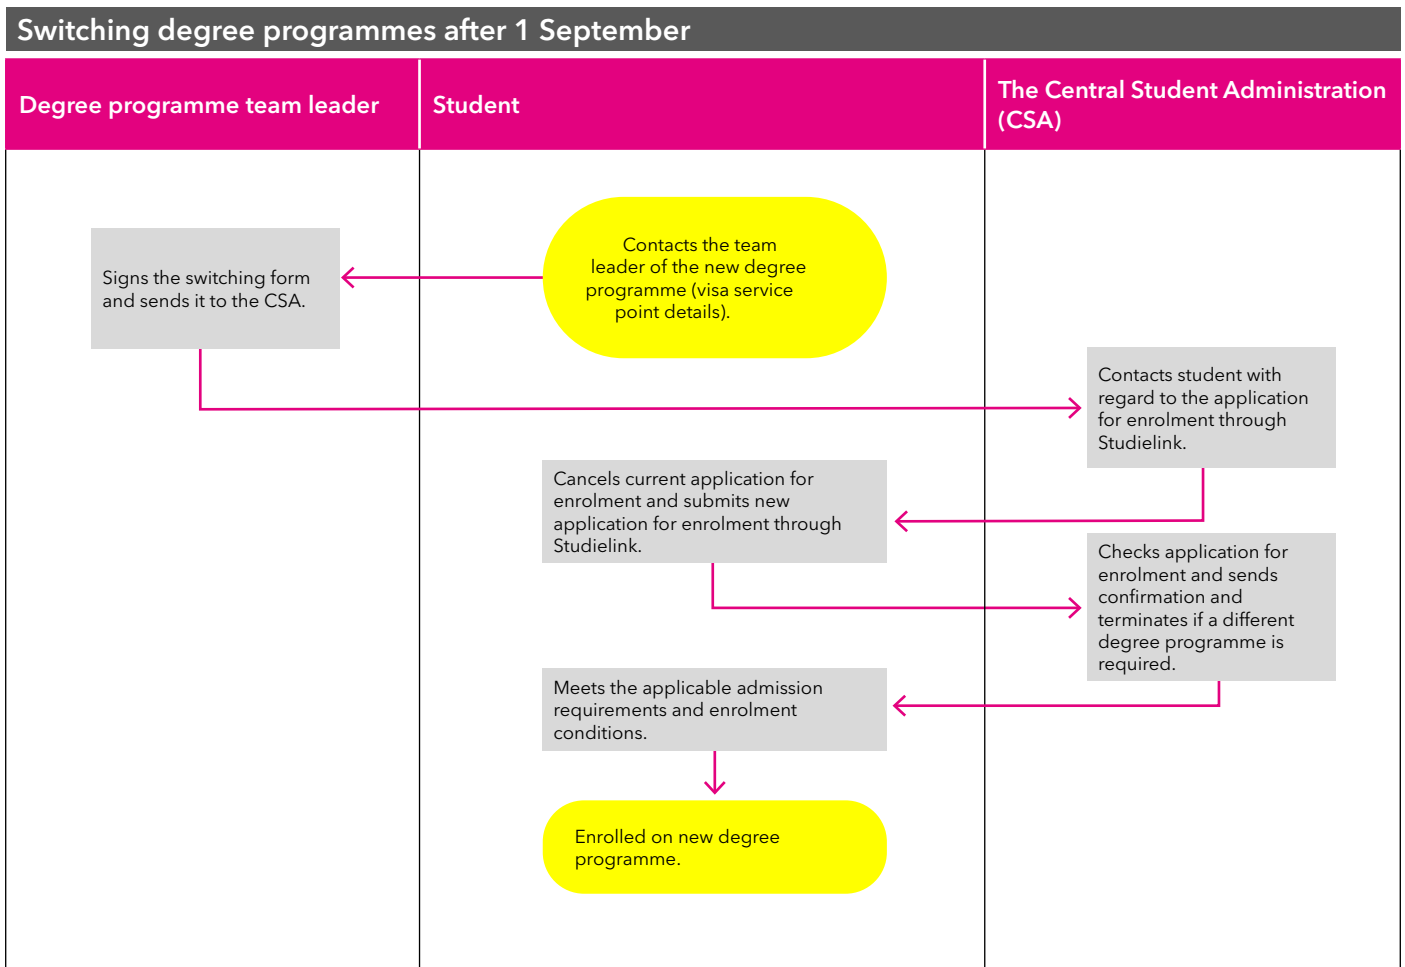 Switching degree programmes after 1 September
Degree programme team leader
Student
The Central Student Administration
(CSA)
Contacts the team
leader of the new degree
programme (visa service
point details).
Signs the switching form
and sends it to the CSA.
Contacts student with
regard to the application
for enrolment through
Studielink.
Cancels current application for
enrolment and submits new
application for enrolment through
Studielink.
Checks application for
enrolment and sends
confirmation and
terminates if a different
degree programme is
required.
Meets the applicable admission
requirements and enrolment
conditions.
Enrolled on new degree
programme.